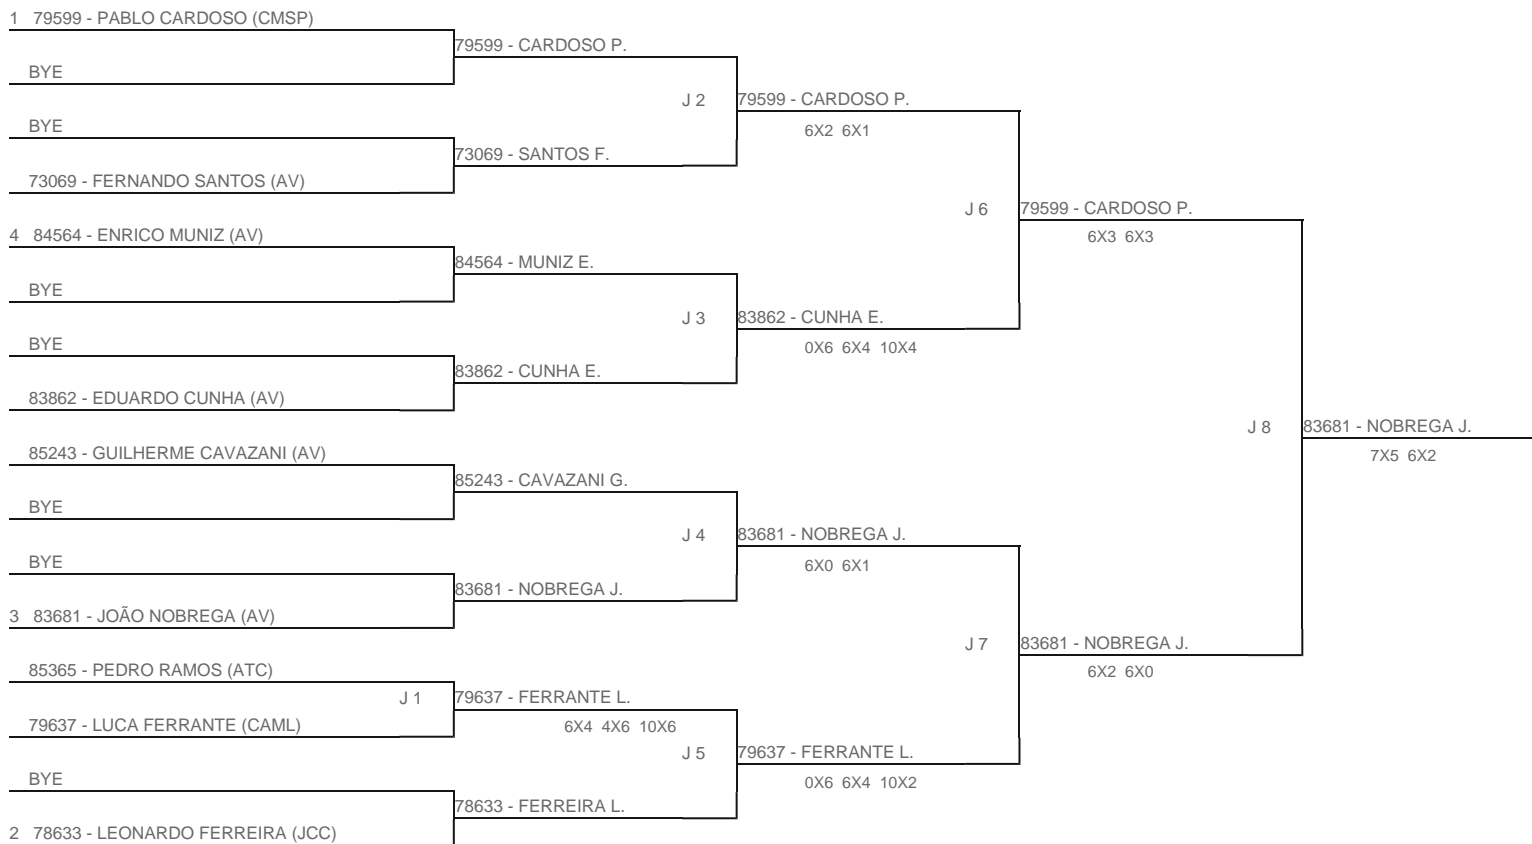 1 79599 - PABLO CARDOSO (CMSP)
79599 - CARDOSO P.
BYE
J 2 79599 - CARDOSO P.
BYE
6X2 6X1
73069 - SANTOS F.
73069 - FERNANDO SANTOS (AV)
J 6 79599 - CARDOSO P.
4 84564 - ENRICO MUNIZ (AV)
6X3 6X3
84564 - MUNIZ E.
BYE
J 3 83862 - CUNHA E.
BYE
0X6 6X4 10X4
83862 - CUNHA E.
83862 - EDUARDO CUNHA (AV)
J 8 83681 - NOBREGA J.
85243 - GUILHERME CAVAZANI (AV)
7X5 6X2
85243 - CAVAZANI G.
BYE
J 4 83681 - NOBREGA J.
BYE
6X0 6X1
83681 - NOBREGA J.
3 83681 - JOÃO NOBREGA (AV)
J 7 83681 - NOBREGA J.
85365 - PEDRO RAMOS (ATC)
6X2 6X0
J 1 79637 - FERRANTE L.
79637 - LUCA FERRANTE (CAML)
6X4 4X6 10X6
J 5 79637 - FERRANTE L.
BYE
0X6 6X4 10X2
78633 - FERREIRA L.
2 78633 - LEONARDO FERREIRA (JCC)